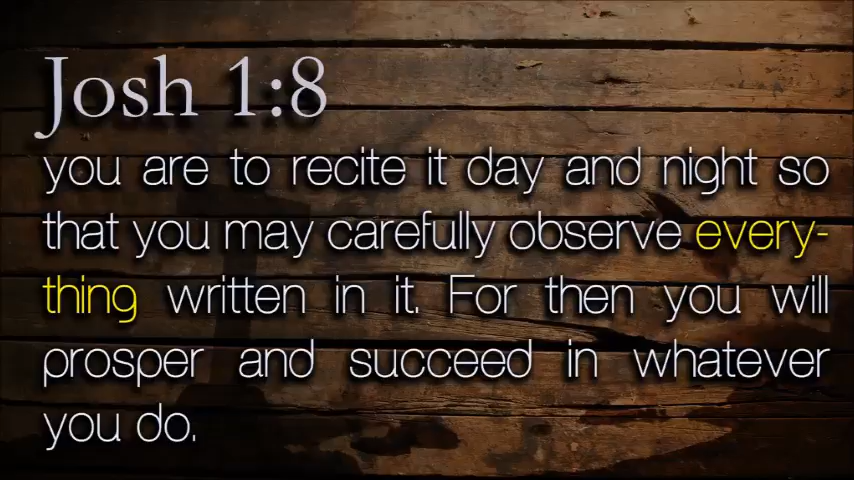 Josh 1:8
you are to recite it day and night so
that you may carefully observe every-
thing written in it. For then you will
prosper and succeed in whatever
you do.